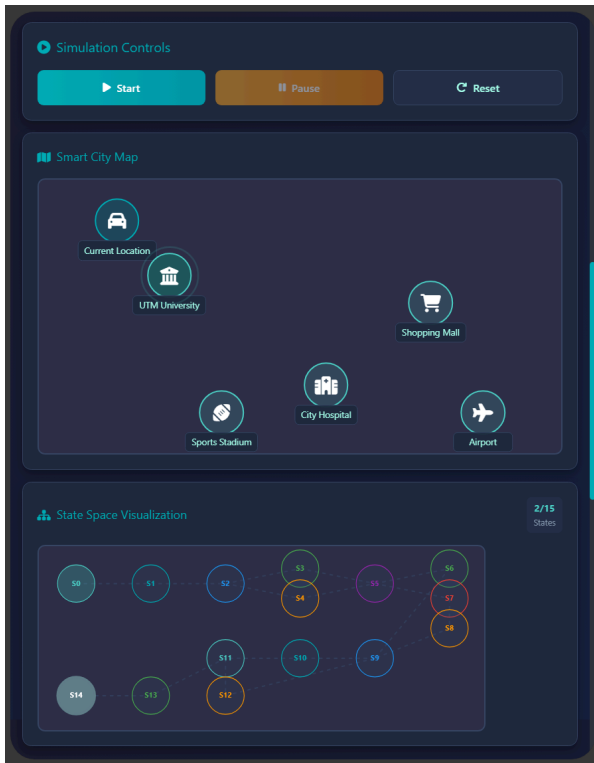 Simulation Controls
Start
Pause
Reset
Smart City Map
Current Location
UTM University
Shopping Mall
City Hospital
Sports Stadium
Airport
State Space Visualization
2/15
States
S0
S1
S2
S3
S4
S5
S6
S7
S8
S11
S10
S9
S14
S13
S12